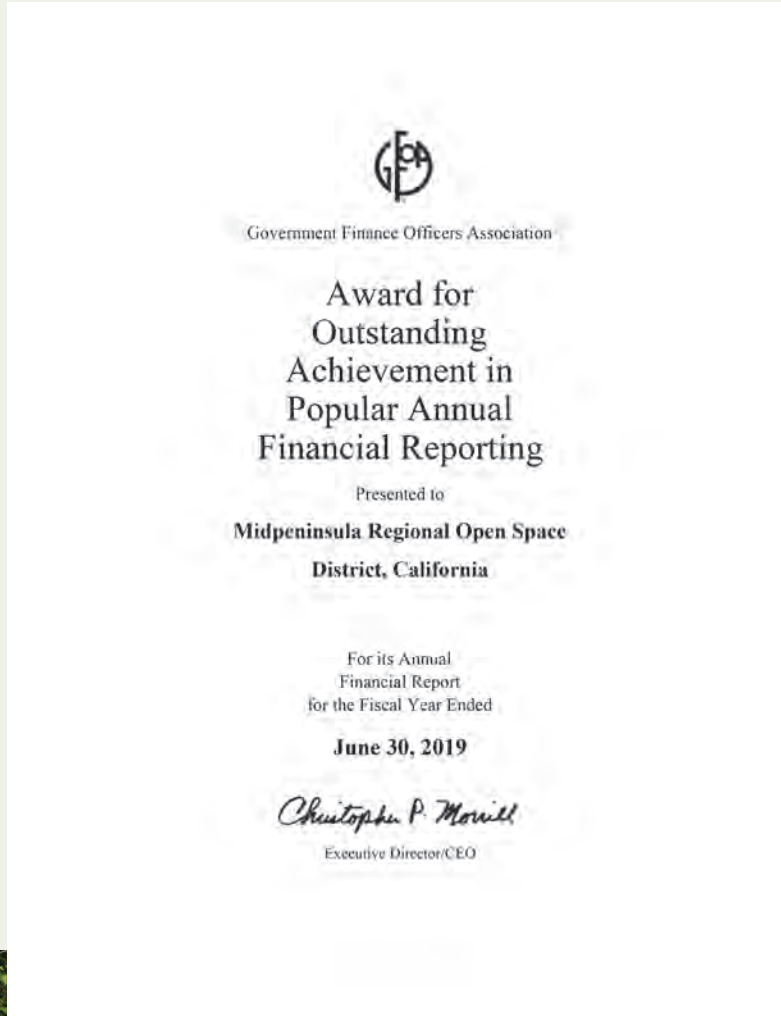 GFOA
Government Finance Officers Association
Award for
Outstanding
Achievement in
Popular Annual
Financial Reporting
Presented to
Midpeninsula Regional Open Space
District, California
For its Annual
Financial Report
for the Fiscal Year Ended
June 30, 2019
Christopher P. Morrill
Executive Director/CEO